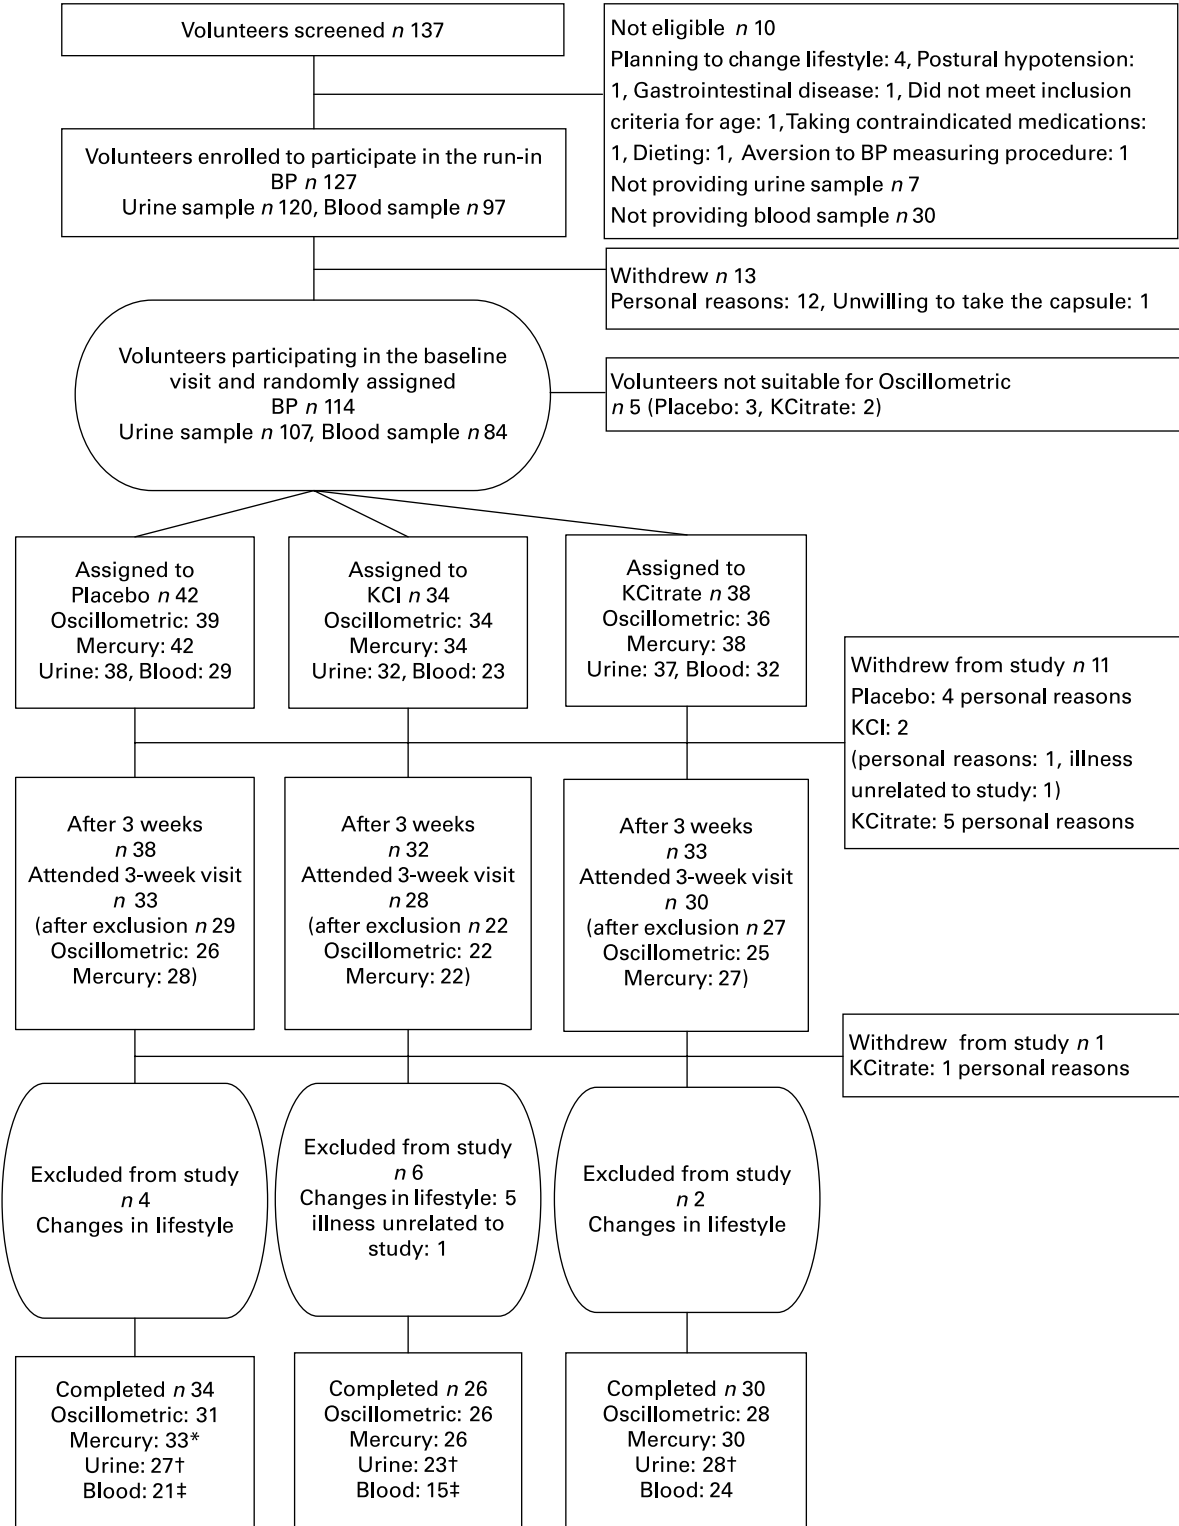 Volunteers screened n 137
Not eligible n 10
Planning to change lifestyle: 4, Postural hypotension:
1, Gastrointestinal disease: 1, Did not meet inclusion
criteria for age: 1, Taking contraindicated medications:
1, Dieting: 1, Aversion to BP measuring procedure: 1
Not providing urine sample n 7
Not providing blood sample n 30
Volunteers enrolled to participate in the run-in
BP n 127
Urine sample n 120, Blood sample n 97
Withdrew n 13
Personal reasons: 12, Unwilling to take the capsule: 1
Volunteers participating in the baseline
visit and randomly assigned
BP n 114
Urine sample n 107, Blood sample n 84
Volunteers not suitable for Oscillometric
n 5 (Placebo: 3, KCitrate: 2)
Assigned to
Placebo n 42
Oscillometric: 39
Mercury: 42
Urine: 38, Blood: 29
Assigned to
KCl n 34
Oscillometric: 34
Mercury: 34
Urine: 32, Blood: 23
Assigned to
KCitrate n 38
Oscillometric: 36
Mercury: 38
Urine: 37, Blood: 32
Withdrew from study n 11
Placebo: 4 personal reasons
KCl: 2
(personal reasons: 1, illness
unrelated to study: 1)
KCitrate: 5 personal reasons
After 3 weeks
n 38
Attended 3-week visit
n 33
(after exclusion n 29
Oscillometric: 26
Mercury: 28)
After 3 weeks
n 32
Attended 3-week visit
n 28
(after exclusion n 22
Oscillometric: 22
Mercury: 22)
After 3 weeks
n 33
Attended 3-week visit
n 30
(after exclusion n 27
Oscillometric: 25
Mercury: 27)
Withdrew from study n 1
KCitrate: 1 personal reasons
Excluded from study
n 4
Changes in lifestyle
Excluded from study
n 6
Changes in lifestyle: 5
illness unrelated to
study: 1
Excluded from study
n 2
Changes in lifestyle
Completed n 34
Oscillometric: 31
Mercury: 33*
Urine: 27†
Blood: 21‡
Completed n 26
Oscillometric: 26
Mercury: 26
Urine: 23†
Blood: 15‡
Completed n 30
Oscillometric: 28
Mercury: 30
Urine: 28†
Blood: 24